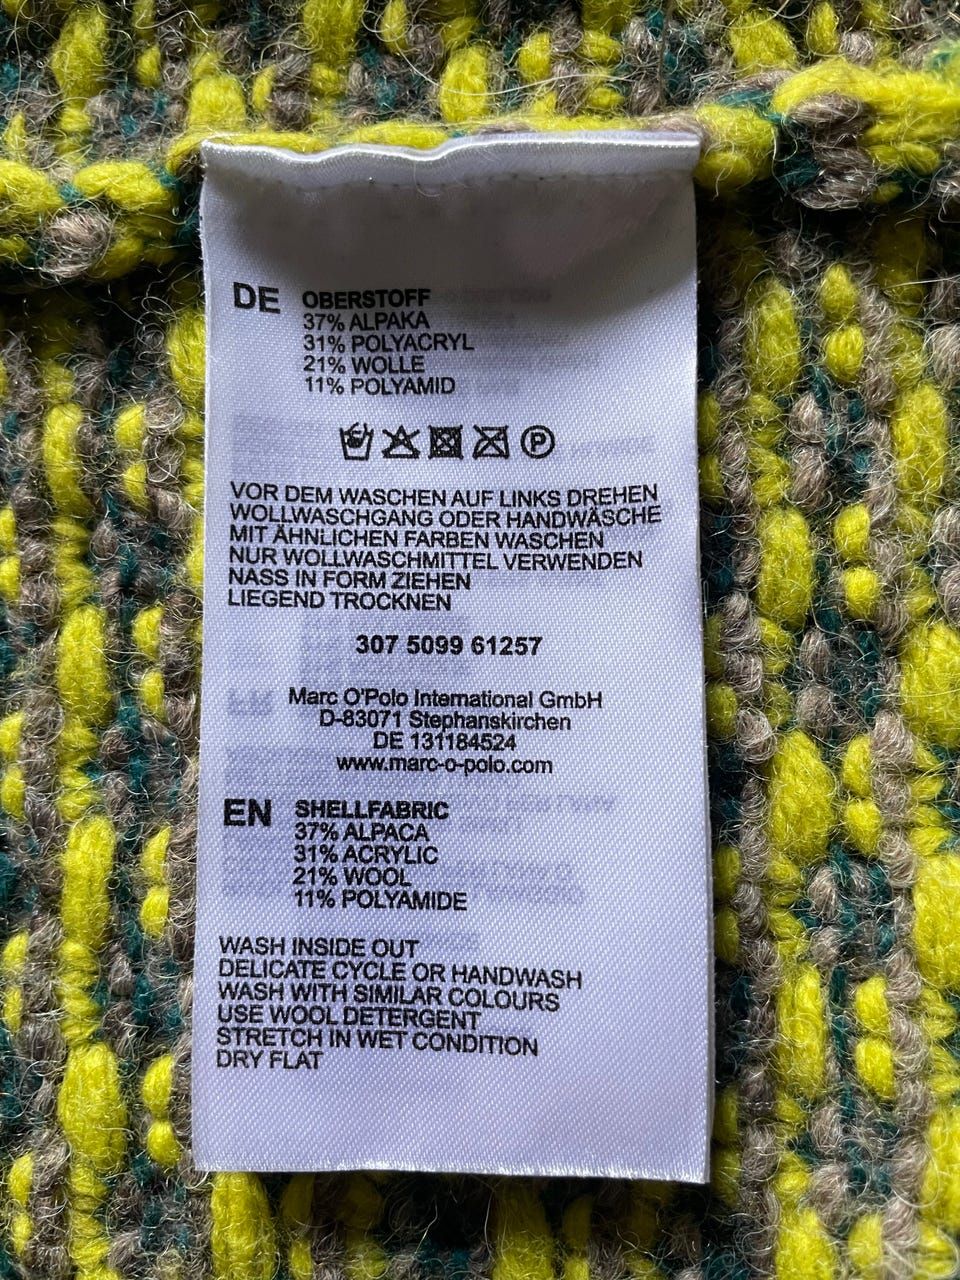 DE OBERSTOFF
37% ALPAKA
31% POLYACRYL
21% WOLLE
11% POLYAMID
P
VOR DEM WASCHEN AUF LINKS DREHEN
WOLLWASCHGANG ODER HANDWÄSCHE
MIT ÄHNLICHEN FARBEN WASCHEN
NUR WOLLWASCHMITTEL VERWENDEN
NASS IN FORM ZIEHEN
LIEGEND TROCKNEN
307 5099 61257
Marc O'Polo International GmbH
D-83071 Stephanskirchen
DE 131184524
www.marc-o-polo.com
EN SHELLFABRIC
37% ALPACA
31% ACRYLIC
21% WOOL
11% POLYAMIDE
WASH INSIDE OUT
DELICATE CYCLE OR HANDWASH
WASH WITH SIMILAR COLOURS
USE WOOL DETERGENT
STRETCH IN WET CONDITION
DRY FLAT